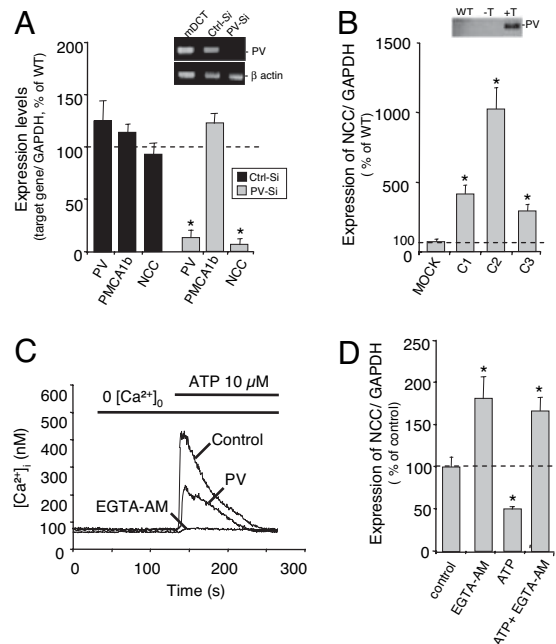 A
mDCT Ctrl-Si PV-Si
PV
β actin
Expression levels
(target gene/ GAPDH, % of WT)
200
150
100
50
0
Ctrl-Si
PV-Si
*
*
PV PMCA1b NCC PV PMCA1b NCC
B
WT -T +T
-PV
Expression of NCC/ GAPDH
( % of WT)
1500
1000
500
100
0
*
*
*
MOCK C1 C2 C3
C
ATP 10 µM
0 [Ca²⁺]₀
[Ca²⁺]i (nM)
600
500
400
300
200
100
0
Control
PV
EGTA-AM
0 100 200 300
Time (s)
D
Expression of NCC/ GAPDH
( % of control)
250
200
150
100
50
0
*
*
*
control EGTA-AM ATP ATP+ EGTA-AM